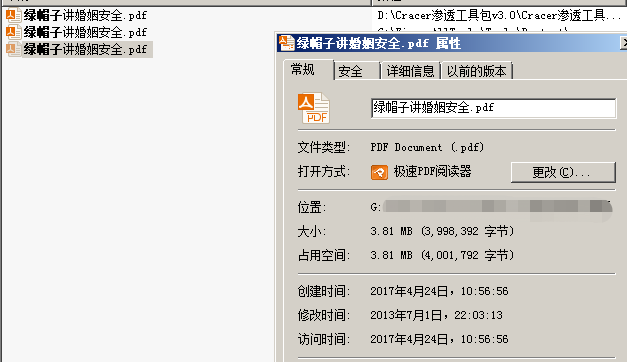 绿帽子讲婚姻安全.pdf
绿帽子讲婚姻安全.pdf
绿帽子讲婚姻安全.pdf
D:\Cracer渗透工具包v3.0\Cracer渗透工具...
绿帽子讲婚姻安全.pdf 属性
常规 安全 详细信息 以前的版本
PDF
绿帽子讲婚姻安全.pdf
文件类型: PDF Document (.pdf)
打开方式: 极速PDF阅读器 更改(C)...
位置: G:
大小: 3.81 MB (3,998,392 字节)
占用空间: 3.81 MB (4,001,792 字节)
创建时间: 2017年4月24日，10:56:56
修改时间: 2013年7月1日，22:03:13
访问时间: 2017年4月24日，10:56:56